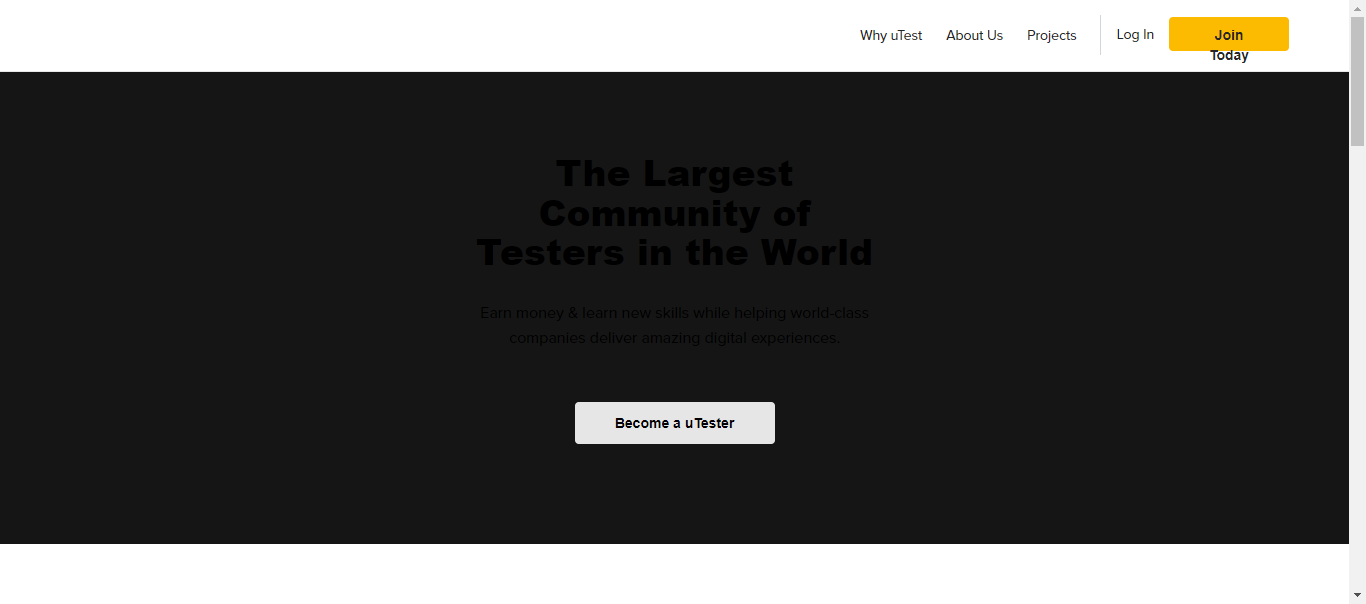 Why uTest About Us Projects Log In Join
Today
The Largest
Community of
Testers in the World
Earn money & learn new skills while helping world-class
companies deliver amazing digital experiences.
Become a uTester